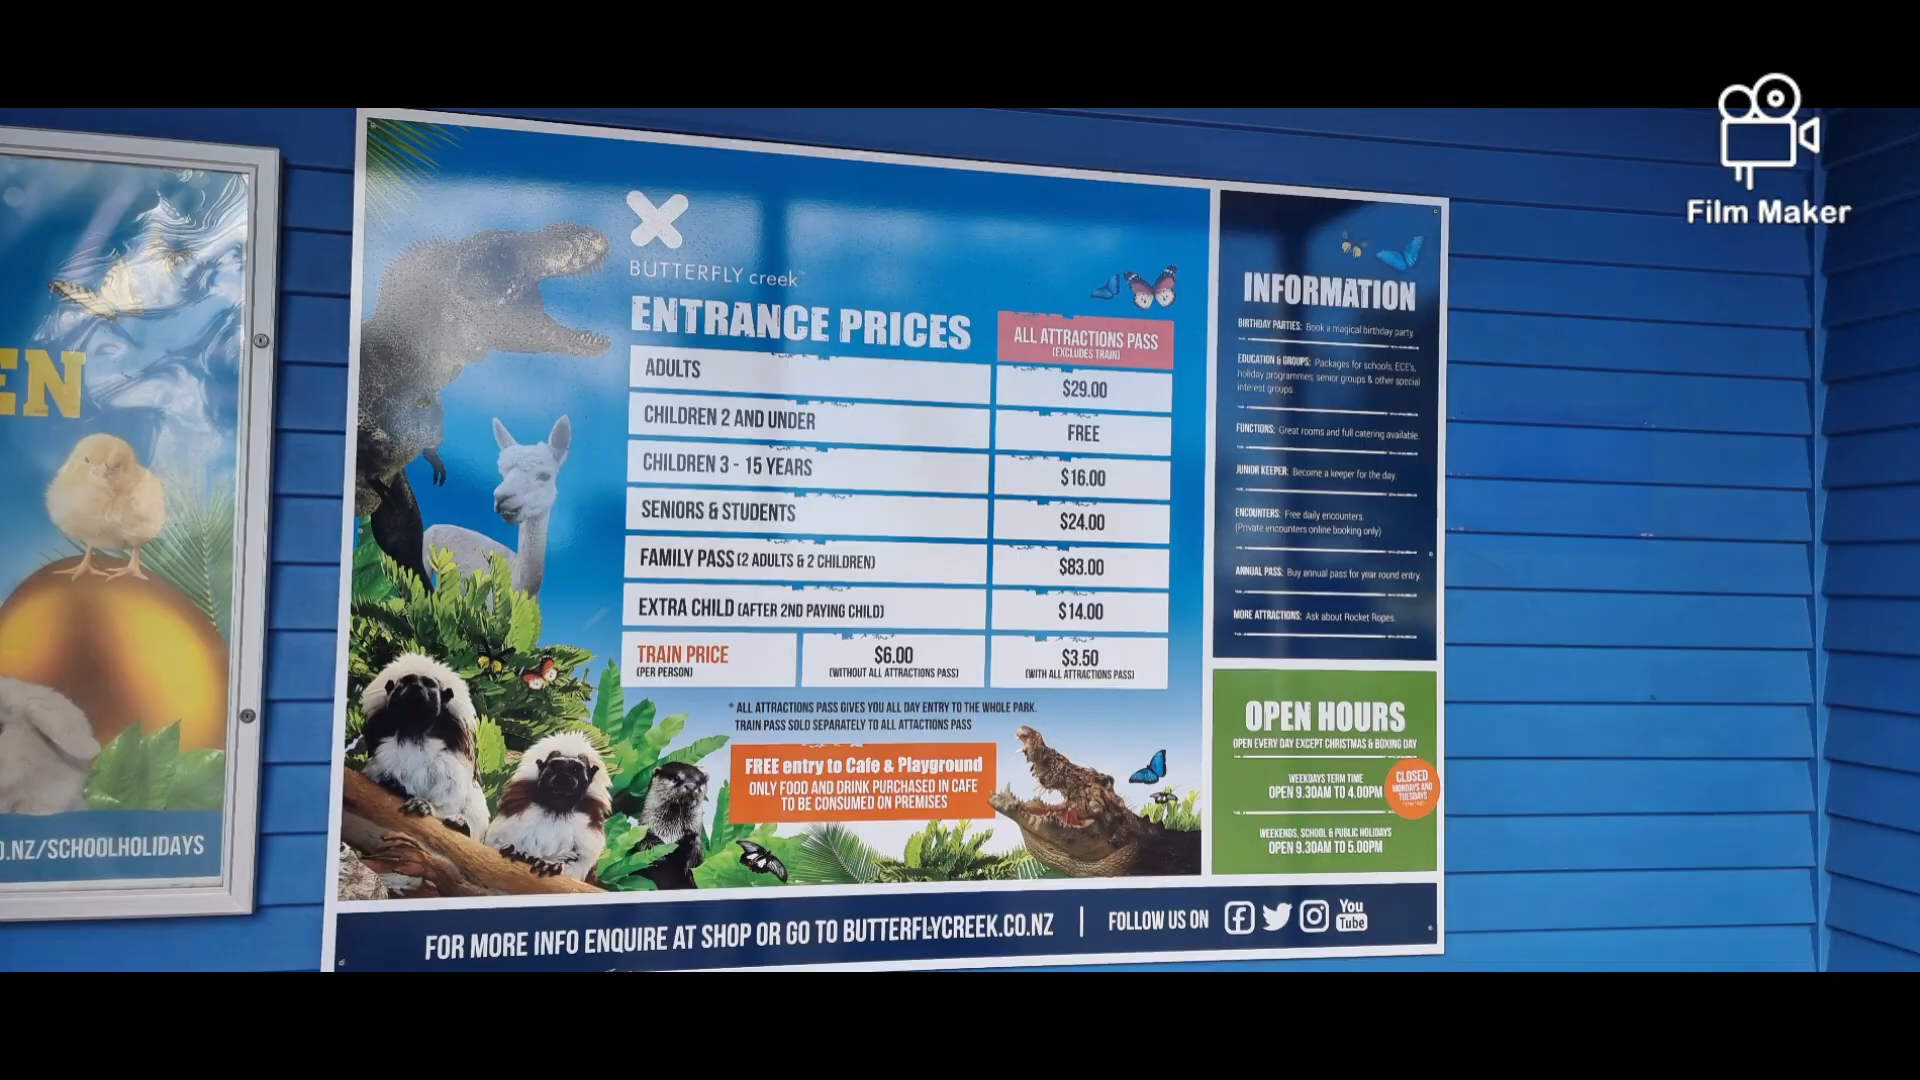 Film Maker
EN
O.NZ/SCHOOLHOLIDAYS
BUTTERFLY creek™
ENTRANCE PRICES
ALL ATTRACTIONS PASS
(EXCLUDES TRAIN)
ADULTS $29.00
CHILDREN 2 AND UNDER FREE
CHILDREN 3 - 15 YEARS $16.00
SENIORS & STUDENTS $24.00
FAMILY PASS (2 ADULTS & 2 CHILDREN) $83.00
EXTRA CHILD (AFTER 2ND PAYING CHILD) $14.00
TRAIN PRICE $6.00 $3.50
(PER PERSON) (WITHOUT ALL ATTRACTIONS PASS) (WITH ALL ATTRACTIONS PASS)
* ALL ATTRACTIONS PASS GIVES YOU ALL DAY ENTRY TO THE WHOLE PARK.
TRAIN PASS SOLD SEPARATELY TO ALL ATTACTIONS PASS
FREE entry to Cafe & Playground
ONLY FOOD AND DRINK PURCHASED IN CAFE
TO BE CONSUMED ON PREMISES
INFORMATION
BIRTHDAY PARTIES: Book a magical birthday party.
EDUCATION & GROUPS: Packages for schools, ECE's,
holiday programmes, senior groups & other special
interest groups.
FUNCTIONS: Great rooms and full catering available.
JUNIOR KEEPER: Become a keeper for the day.
ENCOUNTERS: Free daily encounters.
(Private encounters online booking only)
ANNUAL PASS: Buy annual pass for year round entry.
MORE ATTRACTIONS: Ask about Rocket Ropes.
OPEN HOURS
OPEN EVERY DAY EXCEPT CHRISTMAS & BOXING DAY
WEEKDAYS TERM TIME
OPEN 9.30AM TO 4.00PM
CLOSED
MONDAYS AND
TUESDAYS
WEEKENDS, SCHOOL & PUBLIC HOLIDAYS
OPEN 9.30AM TO 5.00PM
FOR MORE INFO ENQUIRE AT SHOP OR GO TO BUTTERFLYCREEK.CO.NZ | FOLLOW US ON You Tube